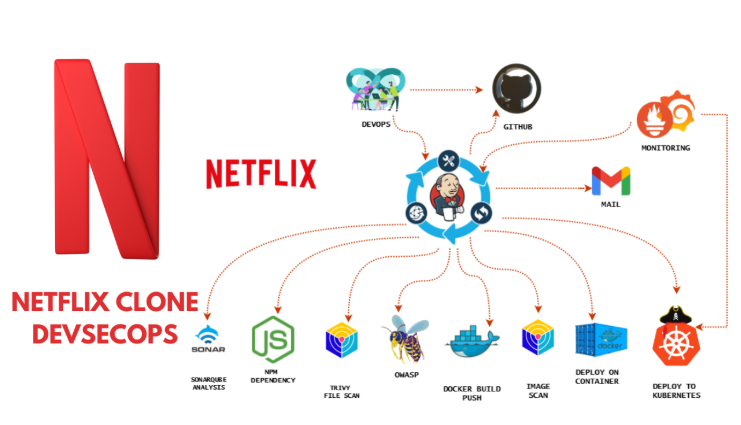 NETFLIX
NETFLIX CLONE
DEVSECOPS
DEVOPS
GITHUB
MONITORING
MAIL
SONAR
SONARQUBE
ANALYSIS
JS
NPM
DEPENDENCY
TRIVY
FILE SCAN
OWASP
DOCKER BUILD
PUSH
IMAGE
SCAN
docker
DEPLOY ON
CONTAINER
DEPLOY TO
KUBERNETES